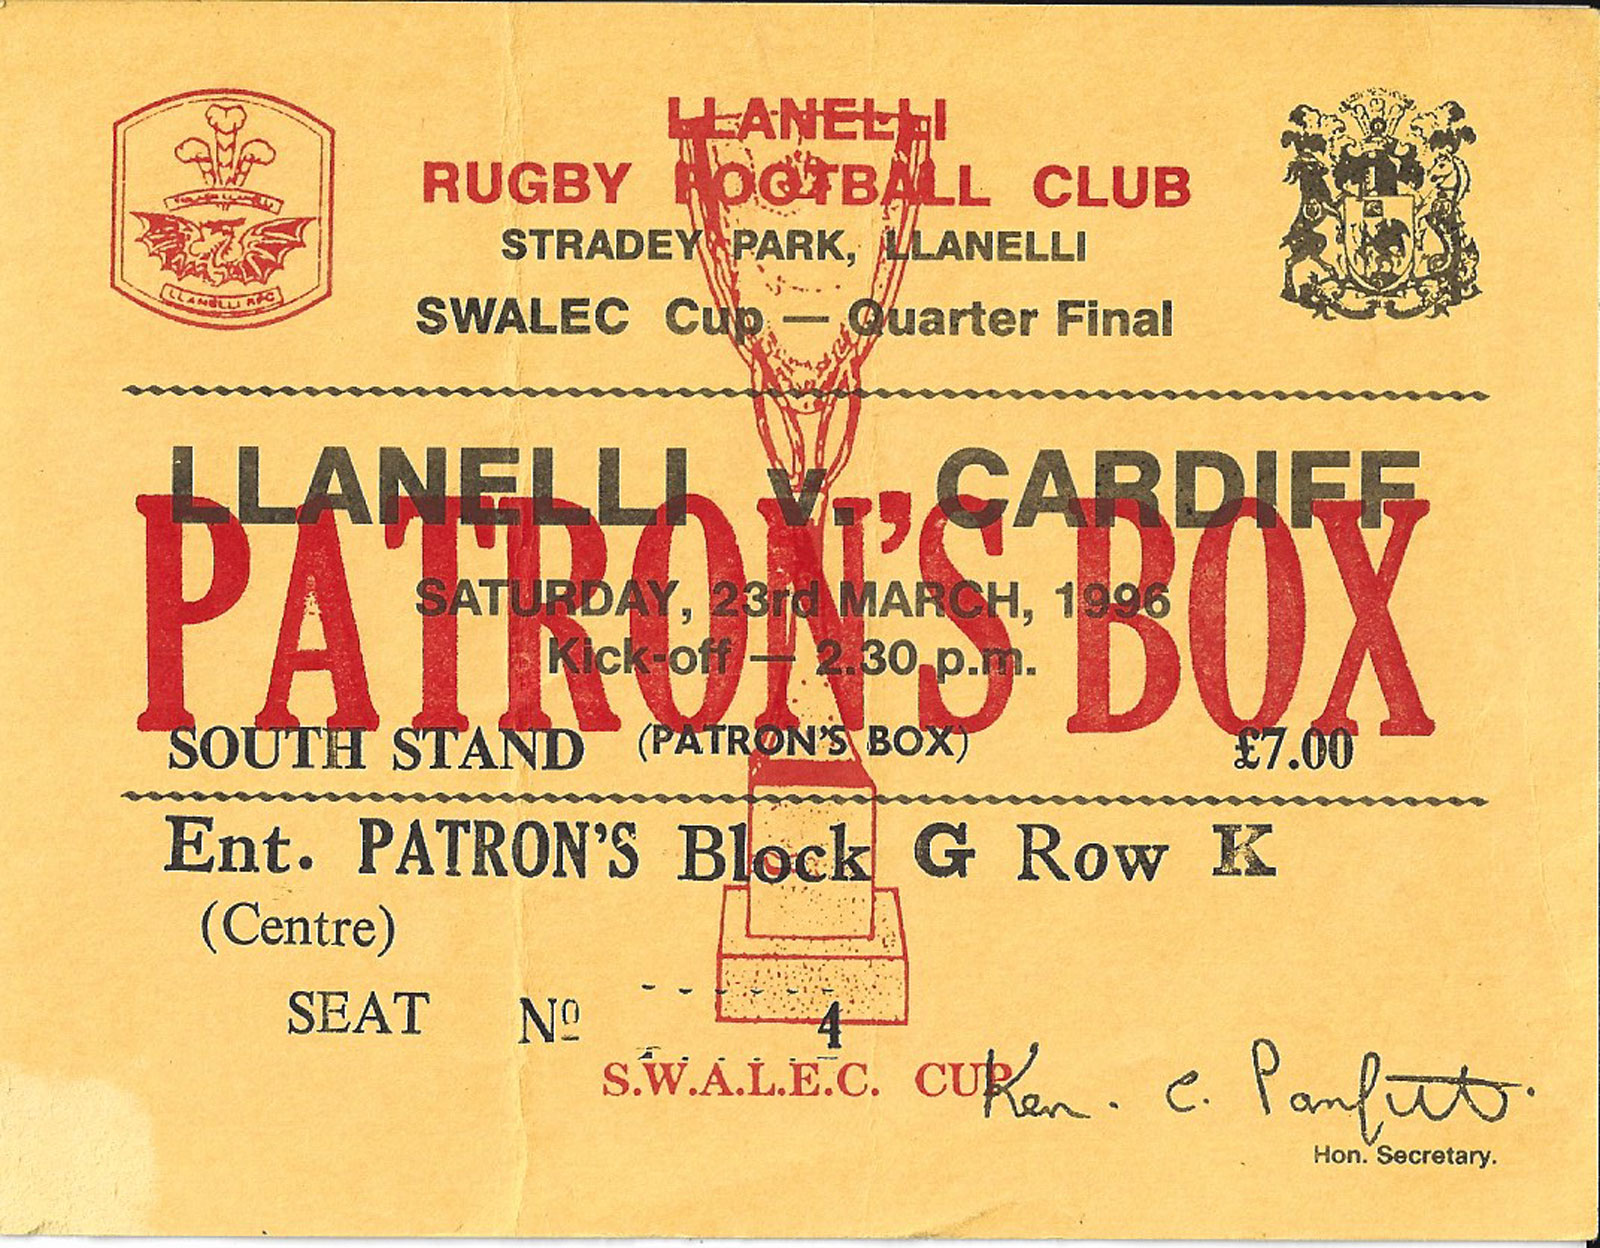 LLANELLI
RUGBY FOOTBALL CLUB
STRADEY PARK, LLANELLI
SWALEC Cup — Quarter Final
LLANELLI RFC
LLANELLI v. CARDIFF
PATRON'S BOX
SATURDAY, 23rd MARCH, 1996
Kick-off — 2.30 p.m.
SOUTH STAND (PATRON'S BOX) £7.00
Ent. PATRON'S Block G Row K
(Centre)
SEAT Nº 4
S.W.A.L.E.C. CUP
Ken. C. Panfitt.
Hon. Secretary.